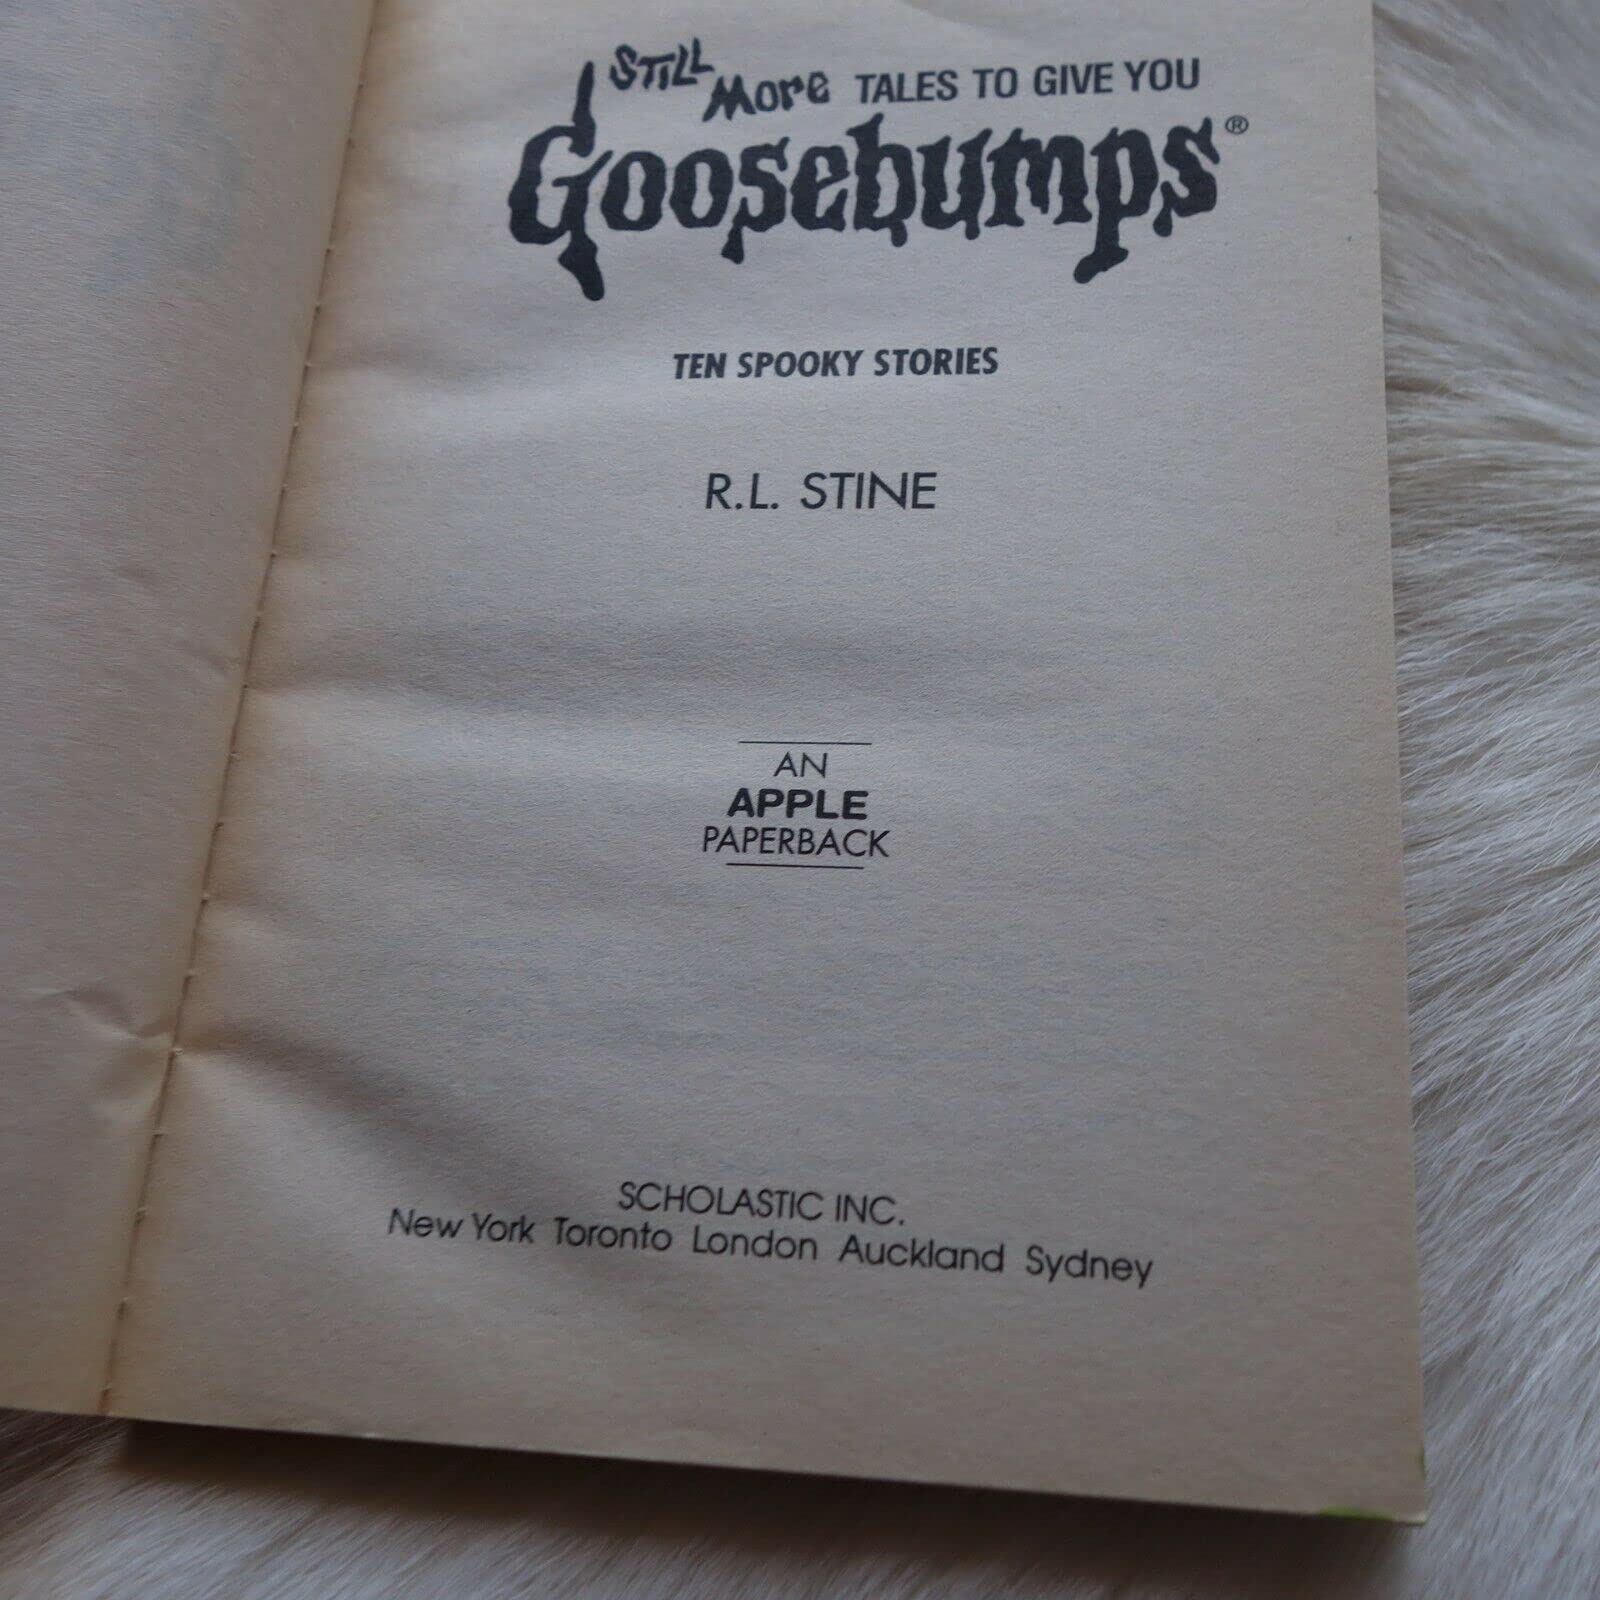 STILL MORE TALES TO GIVE YOU
Goosebumps®
TEN SPOOKY STORIES
R.L. STINE
AN
APPLE
PAPERBACK
SCHOLASTIC INC.
New York Toronto London Auckland Sydney